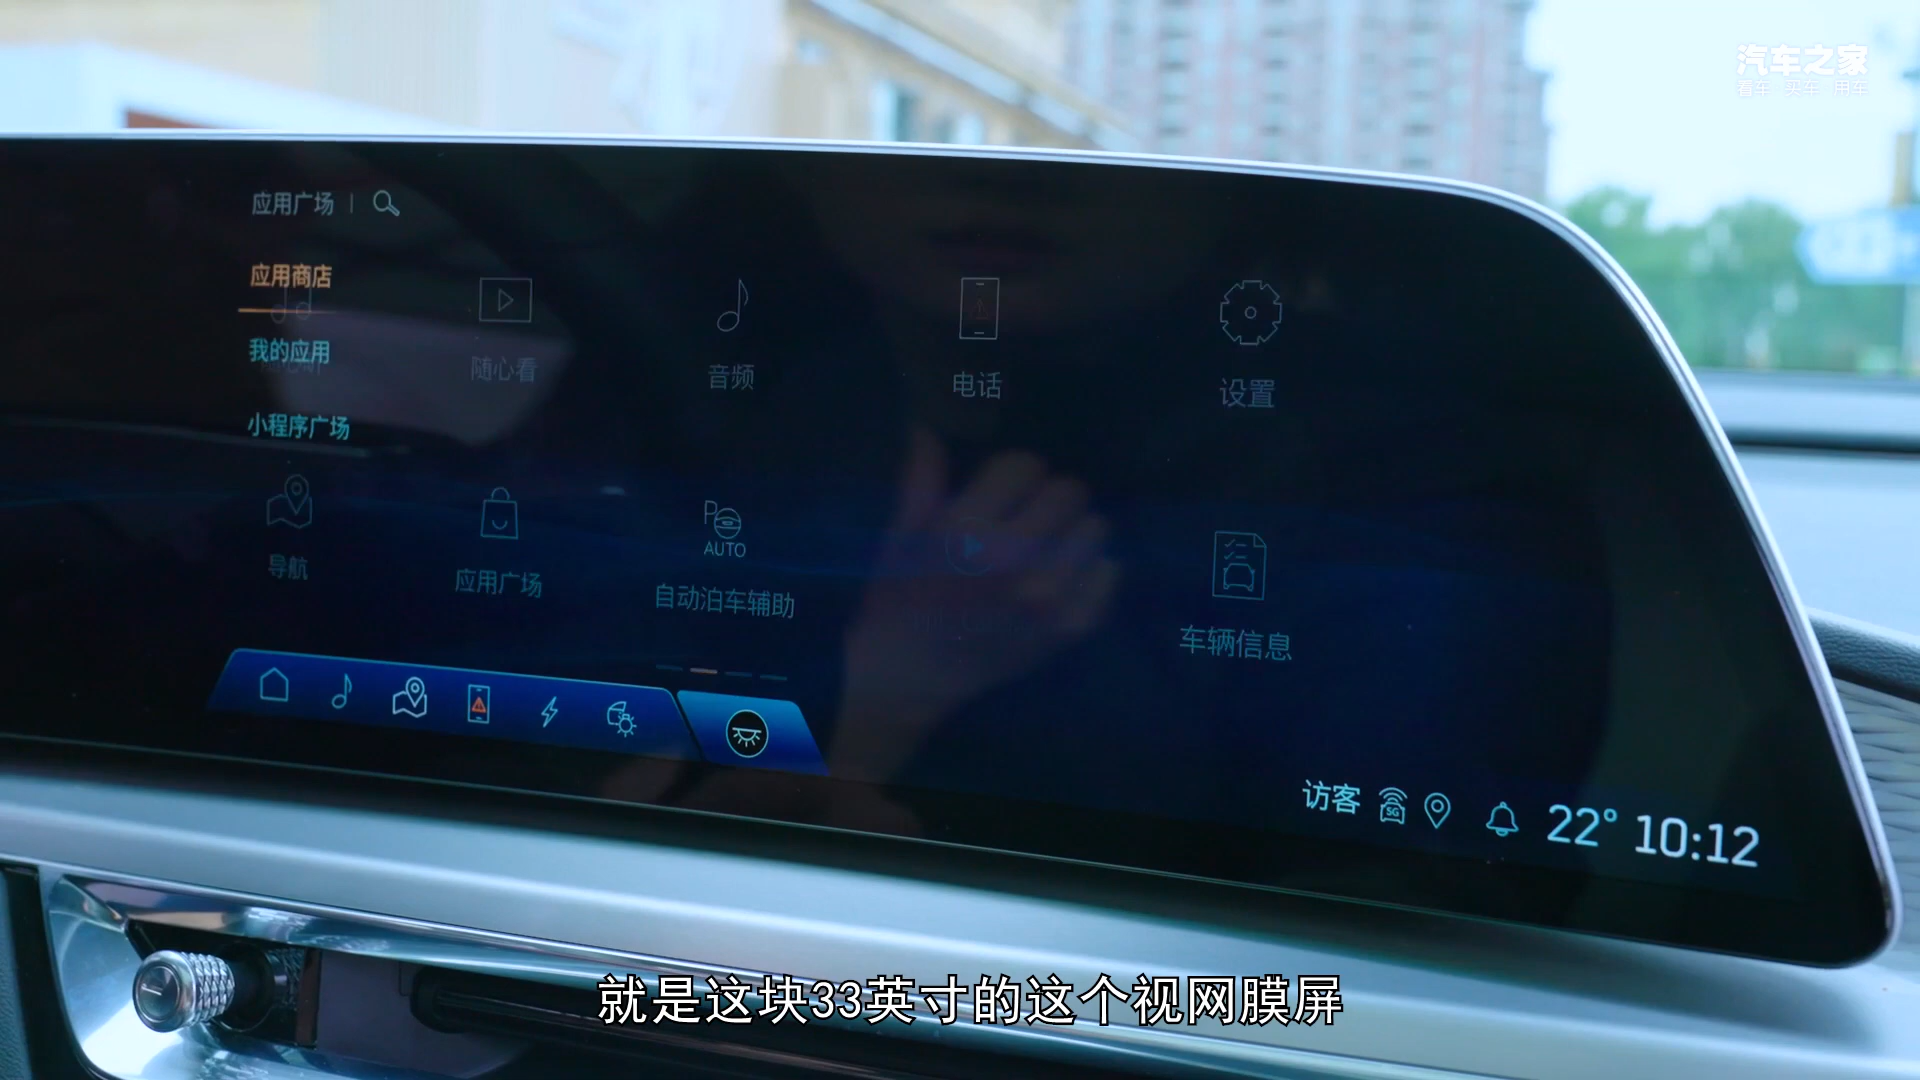 汽车之家
看车 买车 用车
应用广场
应用商店
我的应用
小程序广场
随心看
音频
电话
设置
导航
应用广场
P
AUTO
自动泊车辅助
车辆信息
访客 5G 22° 10:12
就是这块33英寸的这个视网膜屏